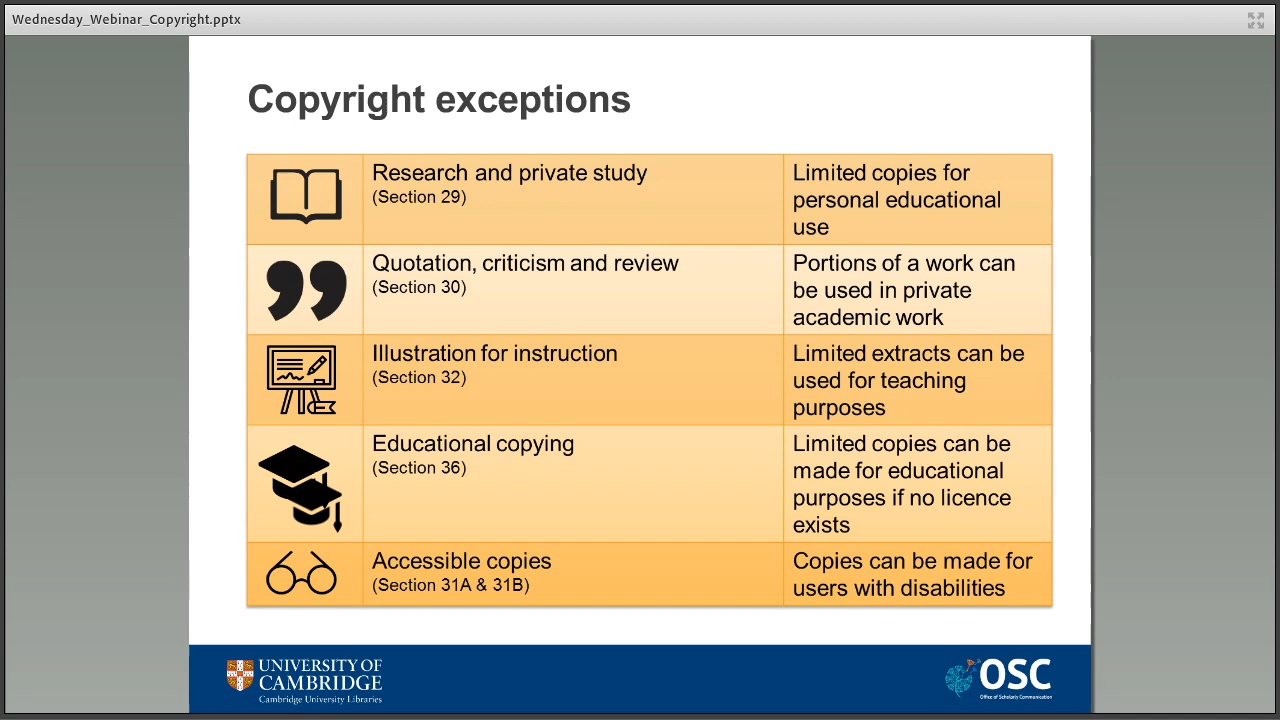 Wednesday_Webinar_Copyright.pptx
Copyright exceptions
Research and private study
(Section 29)
Limited copies for
personal educational
use
Quotation, criticism and review
(Section 30)
Portions of a work can
be used in private
academic work
Illustration for instruction
(Section 32)
Limited extracts can be
used for teaching
purposes
Educational copying
(Section 36)
Limited copies can be
made for educational
purposes if no licence
exists
Accessible copies
(Section 31A & 31B)
Copies can be made for
users with disabilities
UNIVERSITY OF
CAMBRIDGE
Cambridge University Libraries
OSC
Office of Scholarly Communication